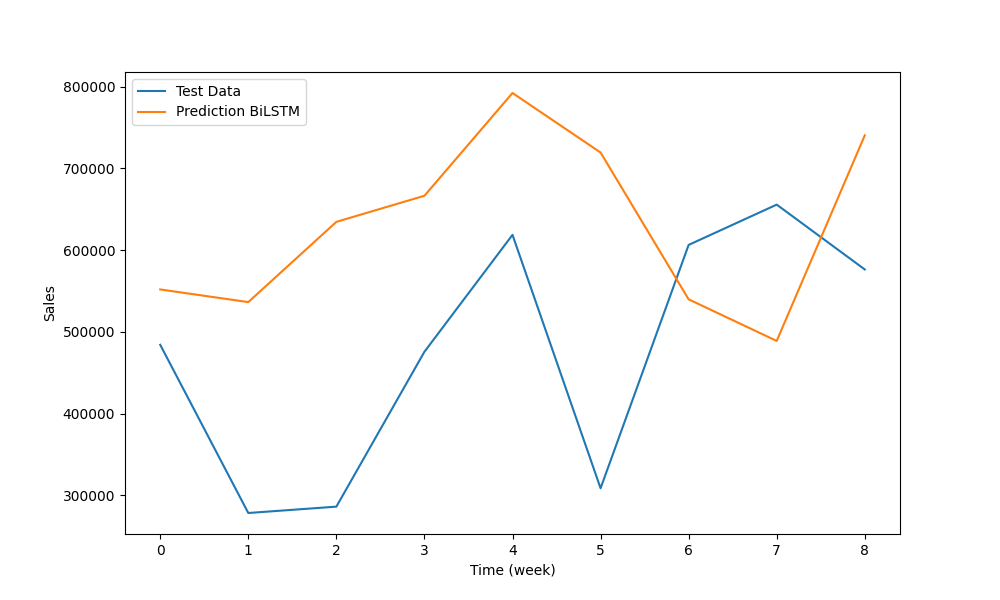 Test Data
Prediction BiLSTM
800000
700000
600000
500000
400000
300000
Sales
0 1 2 3 4 5 6 7 8
Time (week)